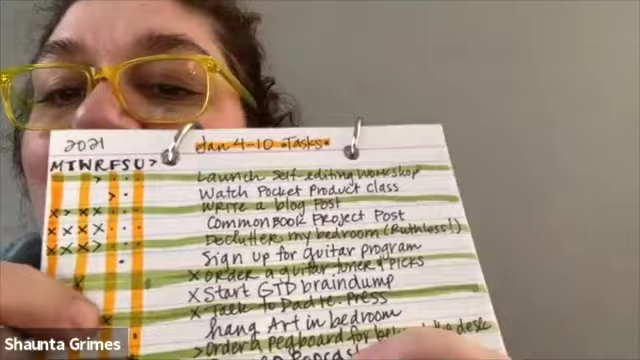 2021
Jan 4-10 • Tasks •
M T W R F S U >
Launch Self-editing Workshop
Watch Pocket Product class
Write a blog Post
COMMONBOOK PROJECT POST
Declutter my bedroom (Ruthless!)
Sign up for guitar program
X Order a guitar tuner & PICKS
X Start GTD braindump
X Talk to Dad re: Press
hang Art in bedroom
> Order a pegboard for desk
Shaunta Grimes